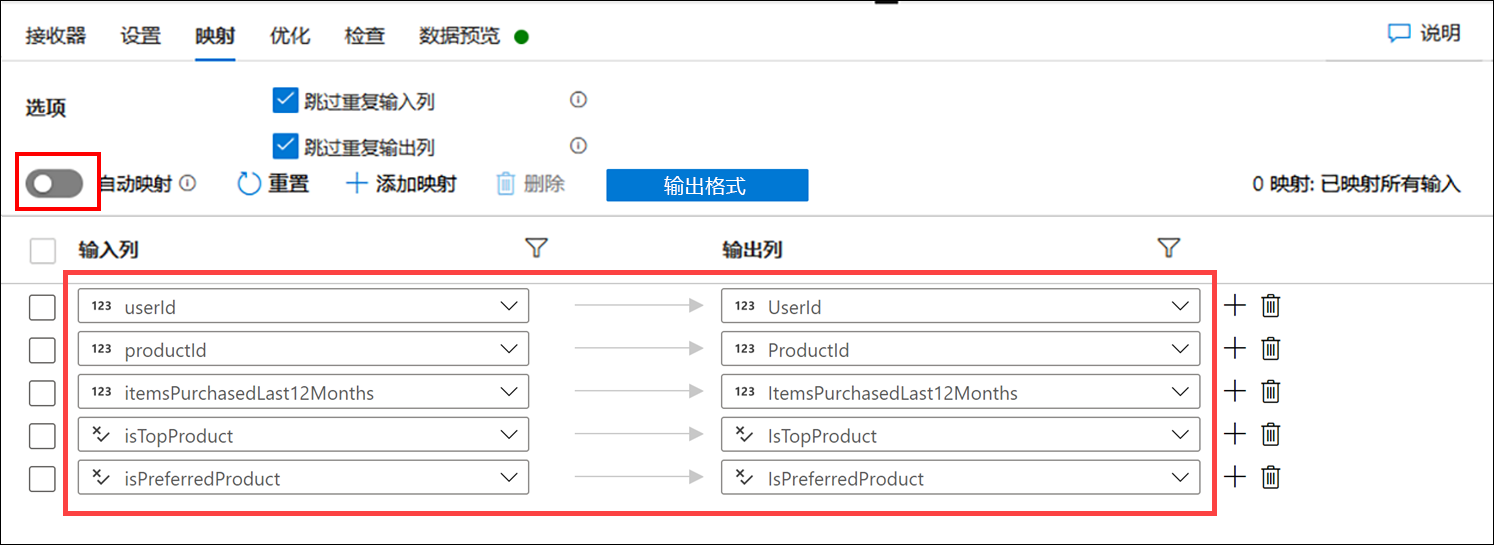 接收器 设置 映射 优化 检查 数据预览 说明
选项 跳过重复输入列
跳过重复输出列
自动映射 重置 添加映射 删除 输出格式 0 映射: 已映射所有输入
输入列 输出列
123 userId 123 UserId
123 productId 123 ProductId
123 itemsPurchasedLast12Months 123 ItemsPurchasedLast12Months
isTopProduct IsTopProduct
isPreferredProduct IsPreferredProduct